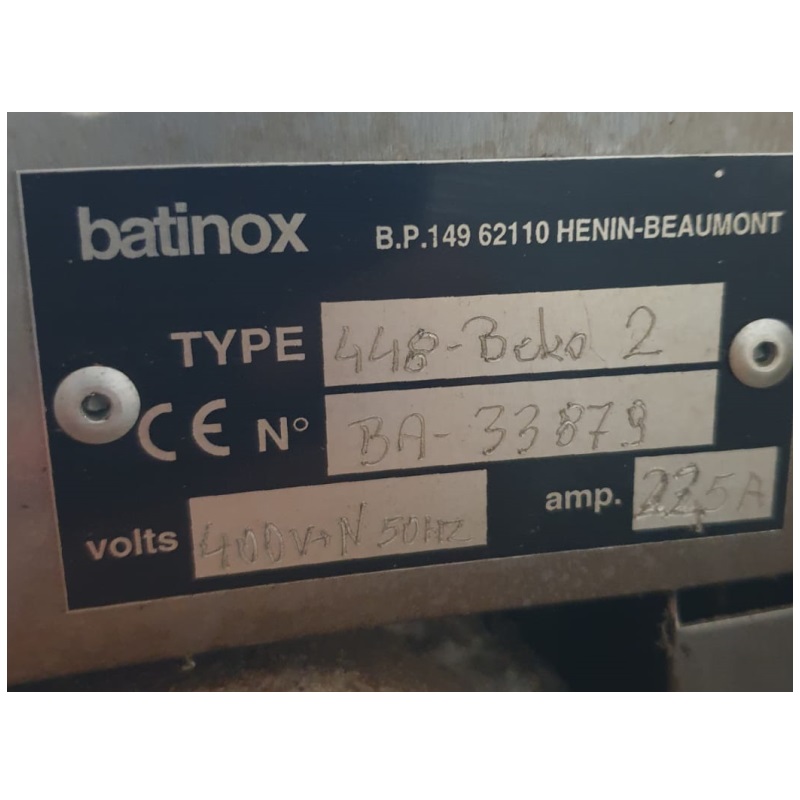 batinox B.P.149 62110 HENIN-BEAUMONT
TYPE 448-Beko 2
CE N° BA-33879
volts 400V+N 50HZ amp. 22,5A